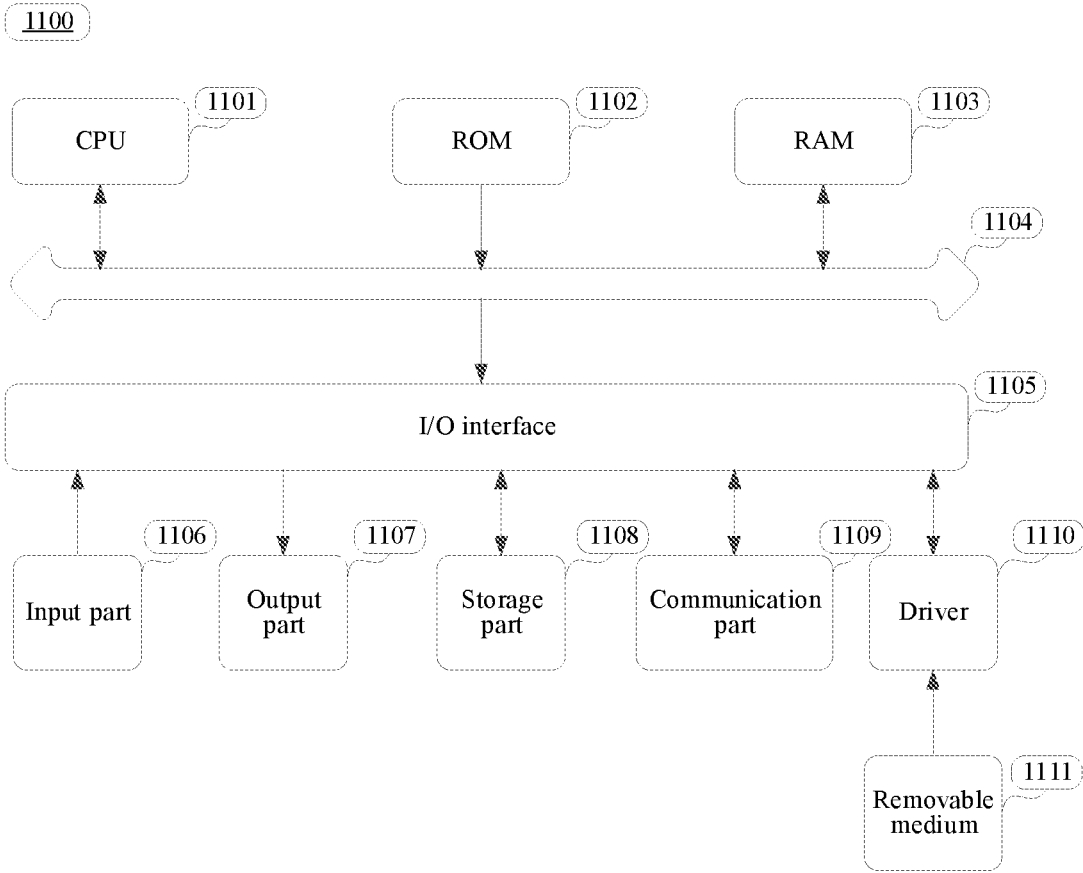 1100
1101
1102
1103
CPU
ROM
RAM
1104
1105
I/O interface
1106
1107
1108
1109
1110
Input part
Output
part
Storage
part
Communication
part
Driver
1111
Removable
medium